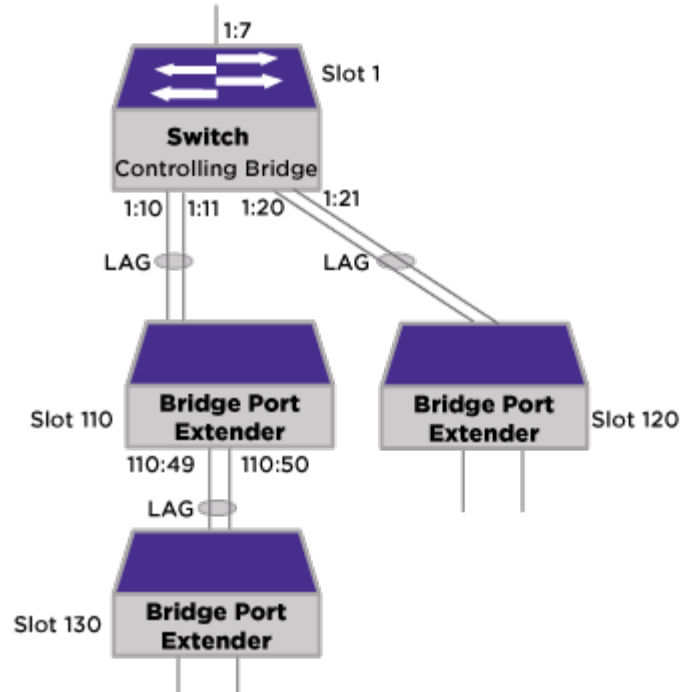 1:7
Slot 1
Switch
Controlling Bridge
1:10
1:11
1:20
1:21
LAG
LAG
Slot 110
Bridge Port
Extender
Bridge Port
Extender
Slot 120
110:49
110:50
LAG
Slot 130
Bridge Port
Extender